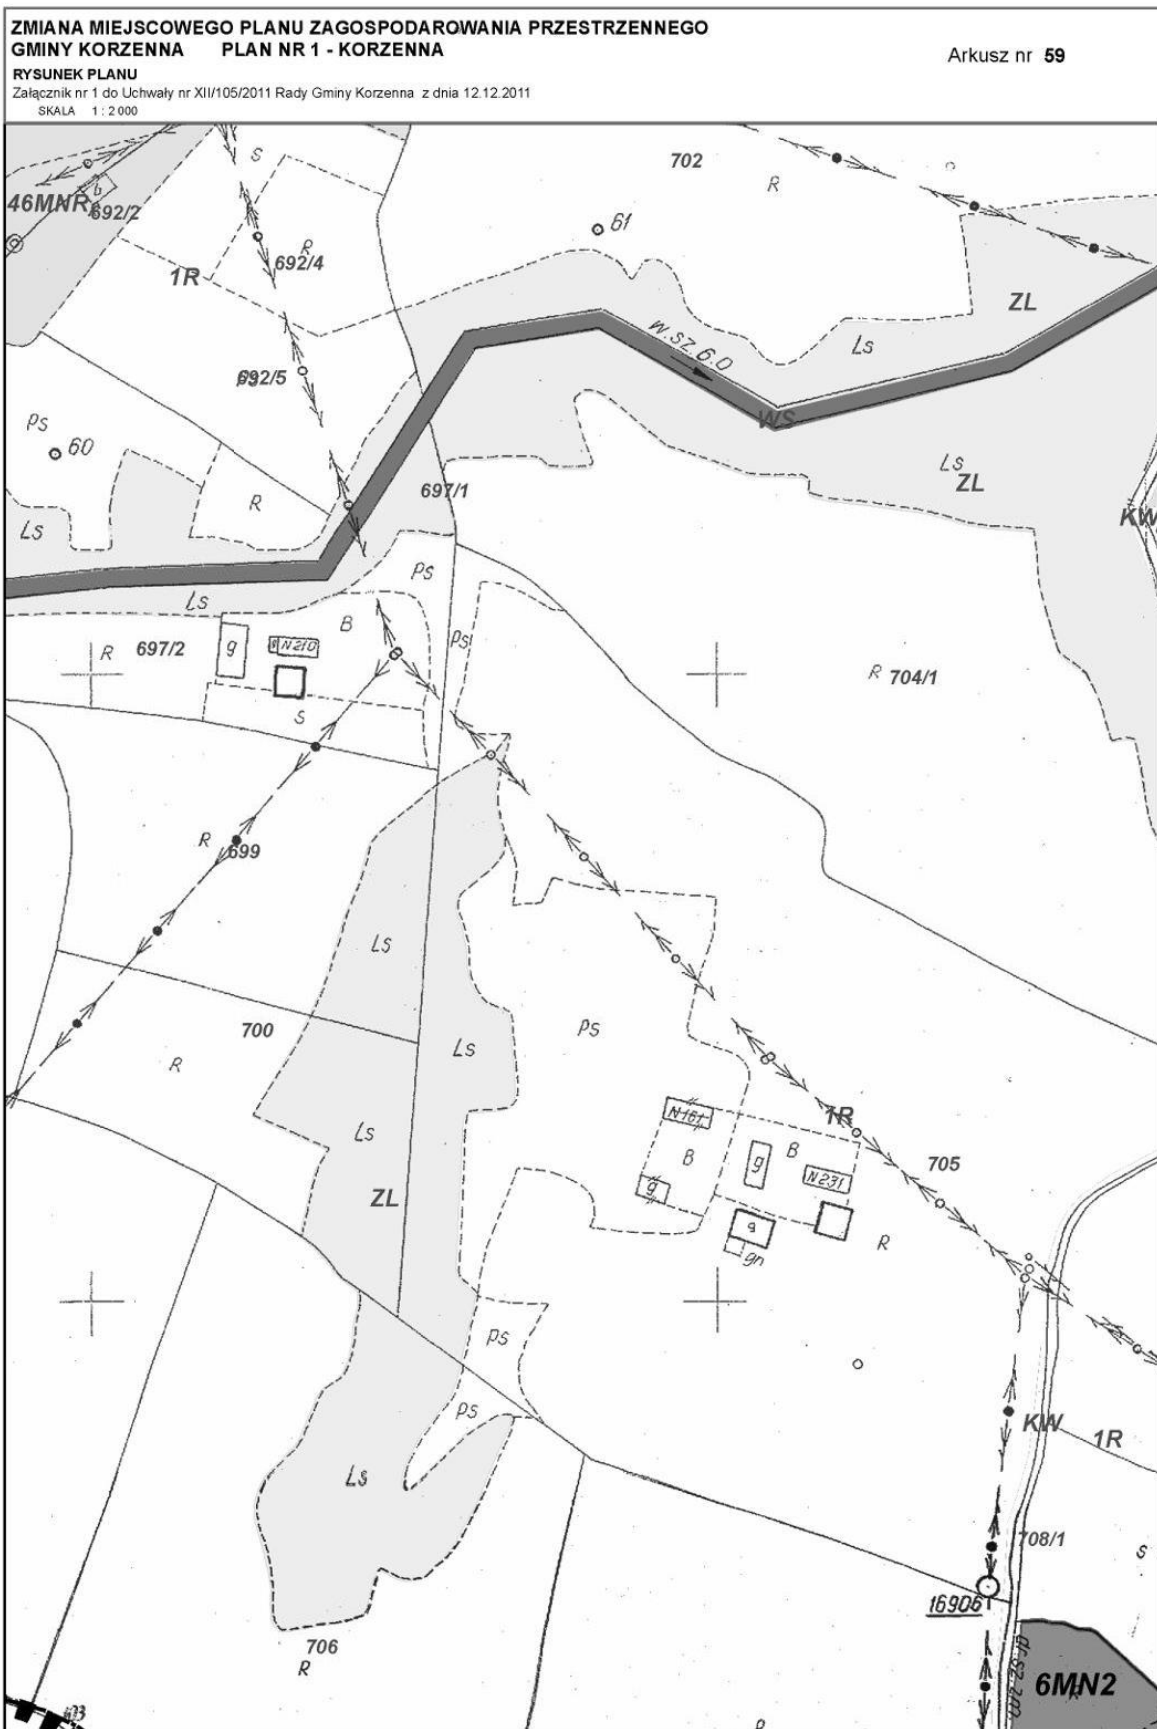 ZMIANA MIEJSCOWEGO PLANU ZAGOSPODAROWANIA PRZESTRZENNEGO
GMINY KORZENNA PLAN NR 1 - KORZENNA
Arkusz nr 59
RYSUNEK PLANU
Załącznik nr 1 do Uchwały nr XII/105/2011 Rady Gminy Korzenna z dnia 12.12.2011
SKALA 1 : 2 000
S
702
R
b
46MNR
692/2
61
R
692/4
1R
ZL
w.sz.6.0
Ls
692/5
ps
WS
60
Ls
ZL
697/1
R
KW
Ls
ps
Ls
B
ps
R
697/2
g
N210
R 704/1
S
R
699
Ls
700
ps
Ls
R
N161
1R
Ls
B
g
B
705
N231
g
ZL
g
R
gn
ps
ps
KW
1R
Ls
708/1
S
16906
706
R
dr sz 2m
6MN2
R
R